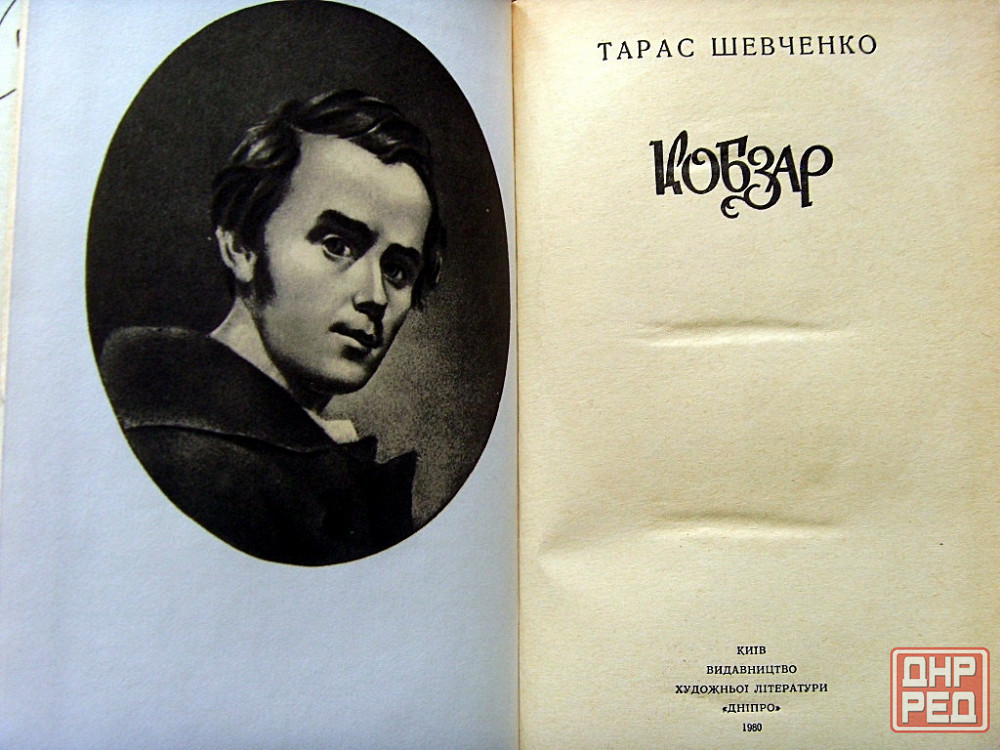 ТАРАС ШЕВЧЕНКО
КОБЗАР
КИЇВ
ВИДАВНИЦТВО
ХУДОЖНЬОЇ ЛІТЕРАТУРИ
«ДНІПРО»
1980
ДНР
РЕД